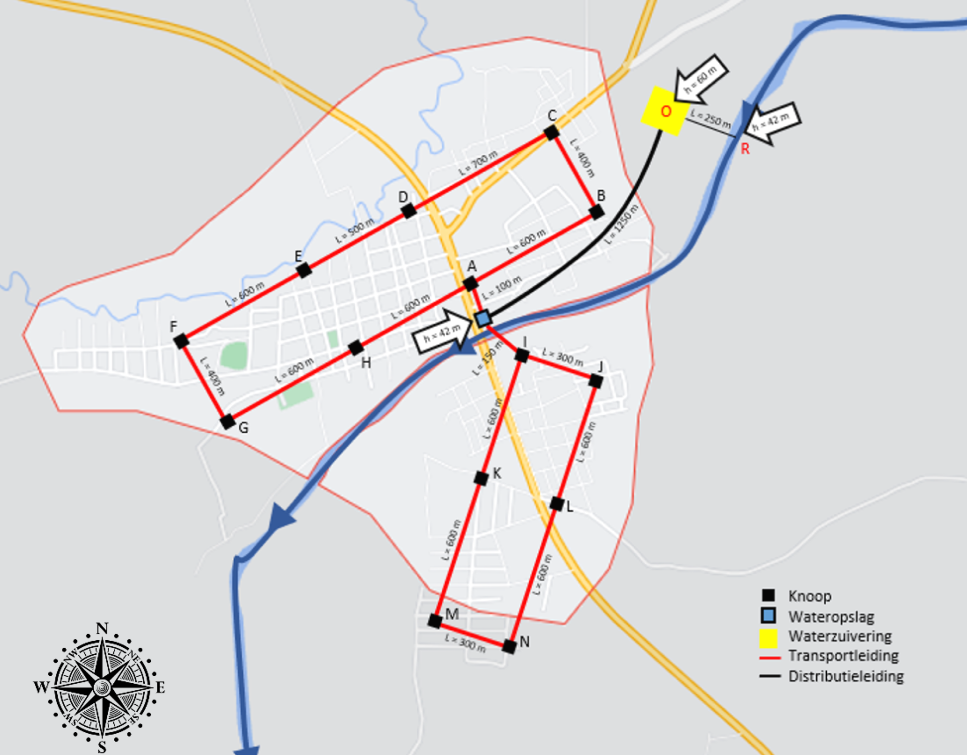 h = 60 m
O
L = 250 m
h = 42 m
R
C
L = 700 m
L = 400 m
D
B
L = 500 m
L = 600 m
L = 1250 m
E
A
L = 100 m
L = 600 m
L = 600 m
F
h = 42 m
L = 150 m
I
L = 300 m
J
H
L = 600 m
L = 400 m
G
L = 600 m
L = 600 m
K
L
L = 600 m
L = 600 m
M
L = 300 m
N
Knoop
Wateropslag
Waterzuivering
Transportleiding
Distributieleiding
N
NW
NE
W
E
SW
SE
S